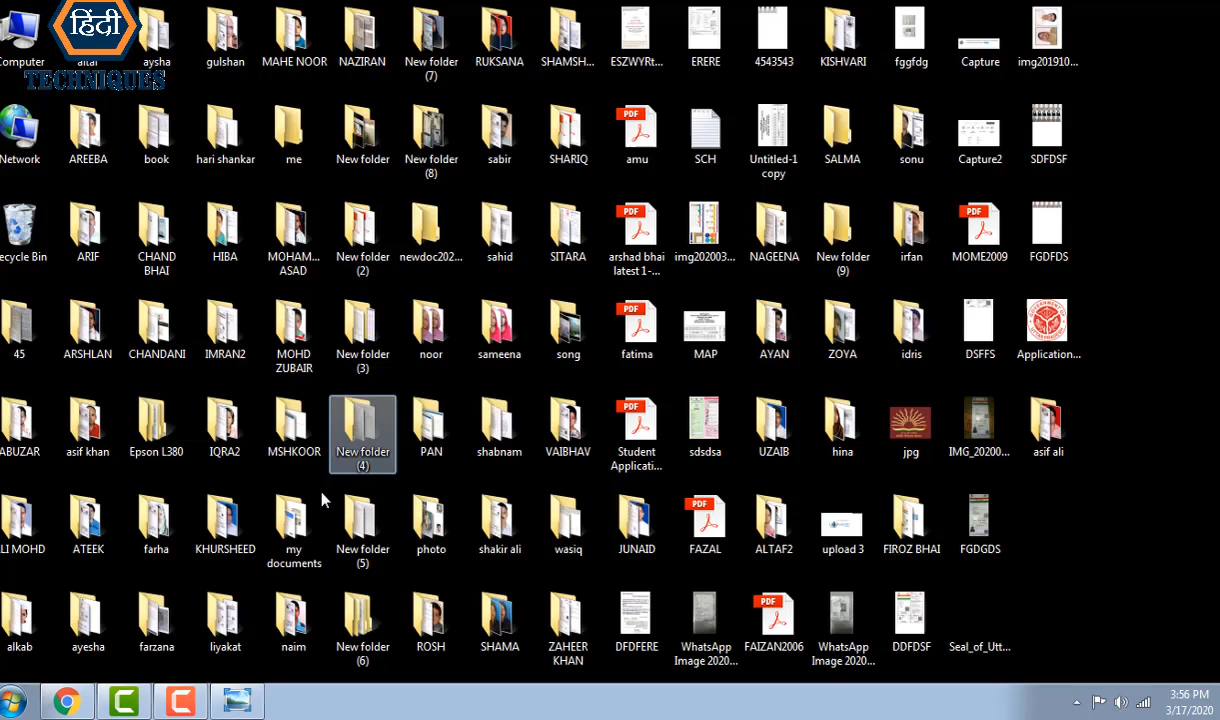 हिंदी
TECHNIQUES
Computer
altaf
aysha
gulshan
MAHE NOOR
NAZIRAN
New folder
(7)
RUKSANA
SHAMSH...
ESZWYRt...
ERERE
4543543
KISHVARI
fggfdg
Capture
img201910...
Network
AREEBA
book
hari shankar
me
New folder
New folder
(8)
sabir
SHARIQ
PDF
amu
SCH
Untitled-1
copy
SALMA
sonu
Capture2
SDFDSF
ecycle Bin
ARIF
CHAND
BHAI
HIBA
MOHAM...
ASAD
New folder
(2)
newdoc202...
sahid
SITARA
PDF
arshad bhai
latest 1-...
img202003...
NAGEENA
New folder
(9)
irfan
PDF
MOME2009
FGDFDS
45
ARSHLAN
CHANDANI
IMRAN2
MOHD
ZUBAIR
New folder
(3)
noor
sameena
song
PDF
fatima
MAP
AYAN
ZOYA
idris
DSFFS
Application...
ABUZAR
asif khan
Epson L380
IQRA2
MSHKOOR
New folder
(4)
PAN
shabnam
VAIBHAV
PDF
Student
Applicati...
sdsdsa
UZAIB
hina
jpg
IMG_20200...
asif ali
LI MOHD
ATEEK
farha
KHURSHEED
my
documents
New folder
(5)
photo
shakir ali
wasiq
JUNAID
PDF
FAZAL
ALTAF2
upload 3
FIROZ BHAI
FGDGDS
alkab
ayesha
farzana
liyakat
naim
New folder
(6)
ROSH
SHAMA
ZAHEER
KHAN
DFDFERE
WhatsApp
Image 2020...
PDF
FAIZAN2006
WhatsApp
Image 2020...
DDFDSF
Seal_of_Utt...
3:56 PM
3/17/2020